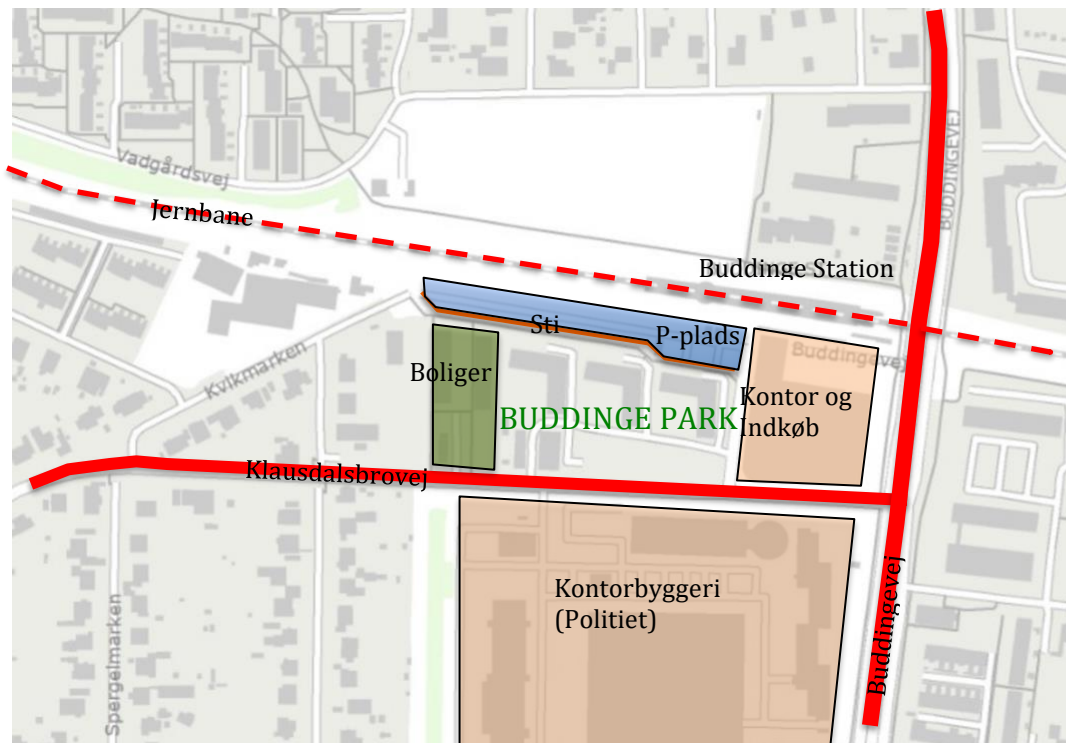 Vadgårdsvej
BUDDINGEVEJ
Jernbane
Buddinge Station
Sti
P-plads
Buddingevej
Kvikmarken
Boliger
BUDDINGE PARK
Kontor og
Indkøb
Klausdalsbrovej
Kontorbyggeri
(Politiet)
Buddingevej
Spergelmarken